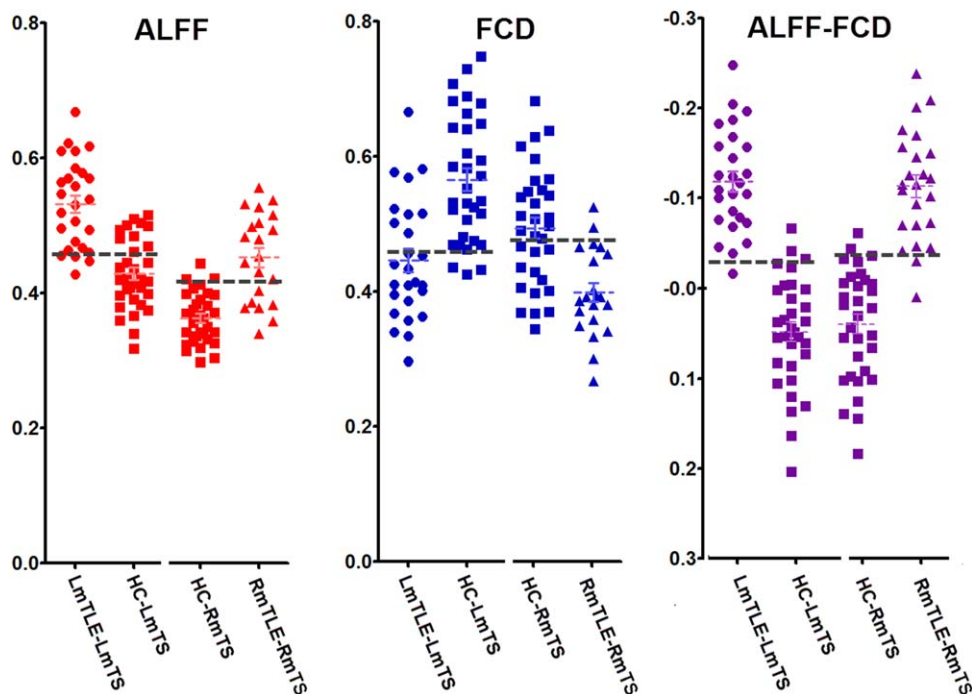 ALFF
0.8
0.6
0.4
0.2
0.0
LmTLE-LmTS
HC-LmTS
HC-RmTS
RmTLE-RmTS
FCD
0.8
0.6
0.4
0.2
0.0
LmTLE-LmTS
HC-LmTS
HC-RmTS
RmTLE-RmTS
ALFF-FCD
-0.3
-0.2
-0.1
-0.0
0.1
0.2
0.3
LmTLE-LmTS
HC-LmTS
HC-RmTS
RmTLE-RmTS